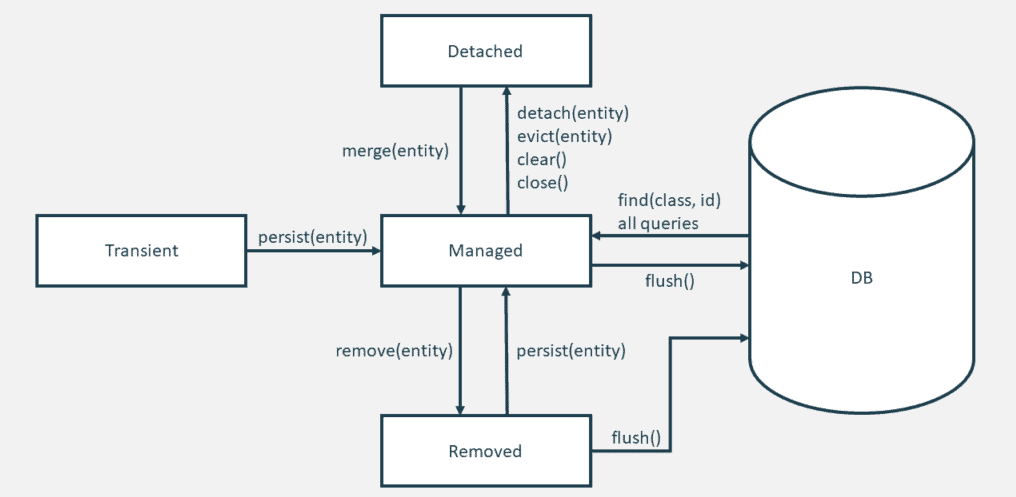 Detached
merge(entity)
detach(entity)
evict(entity)
clear()
close()
Transient
persist(entity)
Managed
find(class, id)
all queries
flush()
DB
remove(entity)
persist(entity)
Removed
flush()